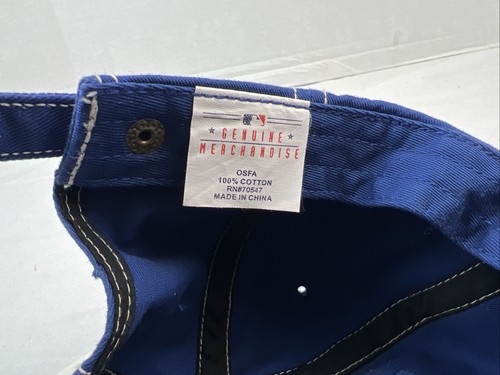 GENUINE
MERCHANDISE
OSFA
100% COTTON
RN#70547
MADE IN CHINA